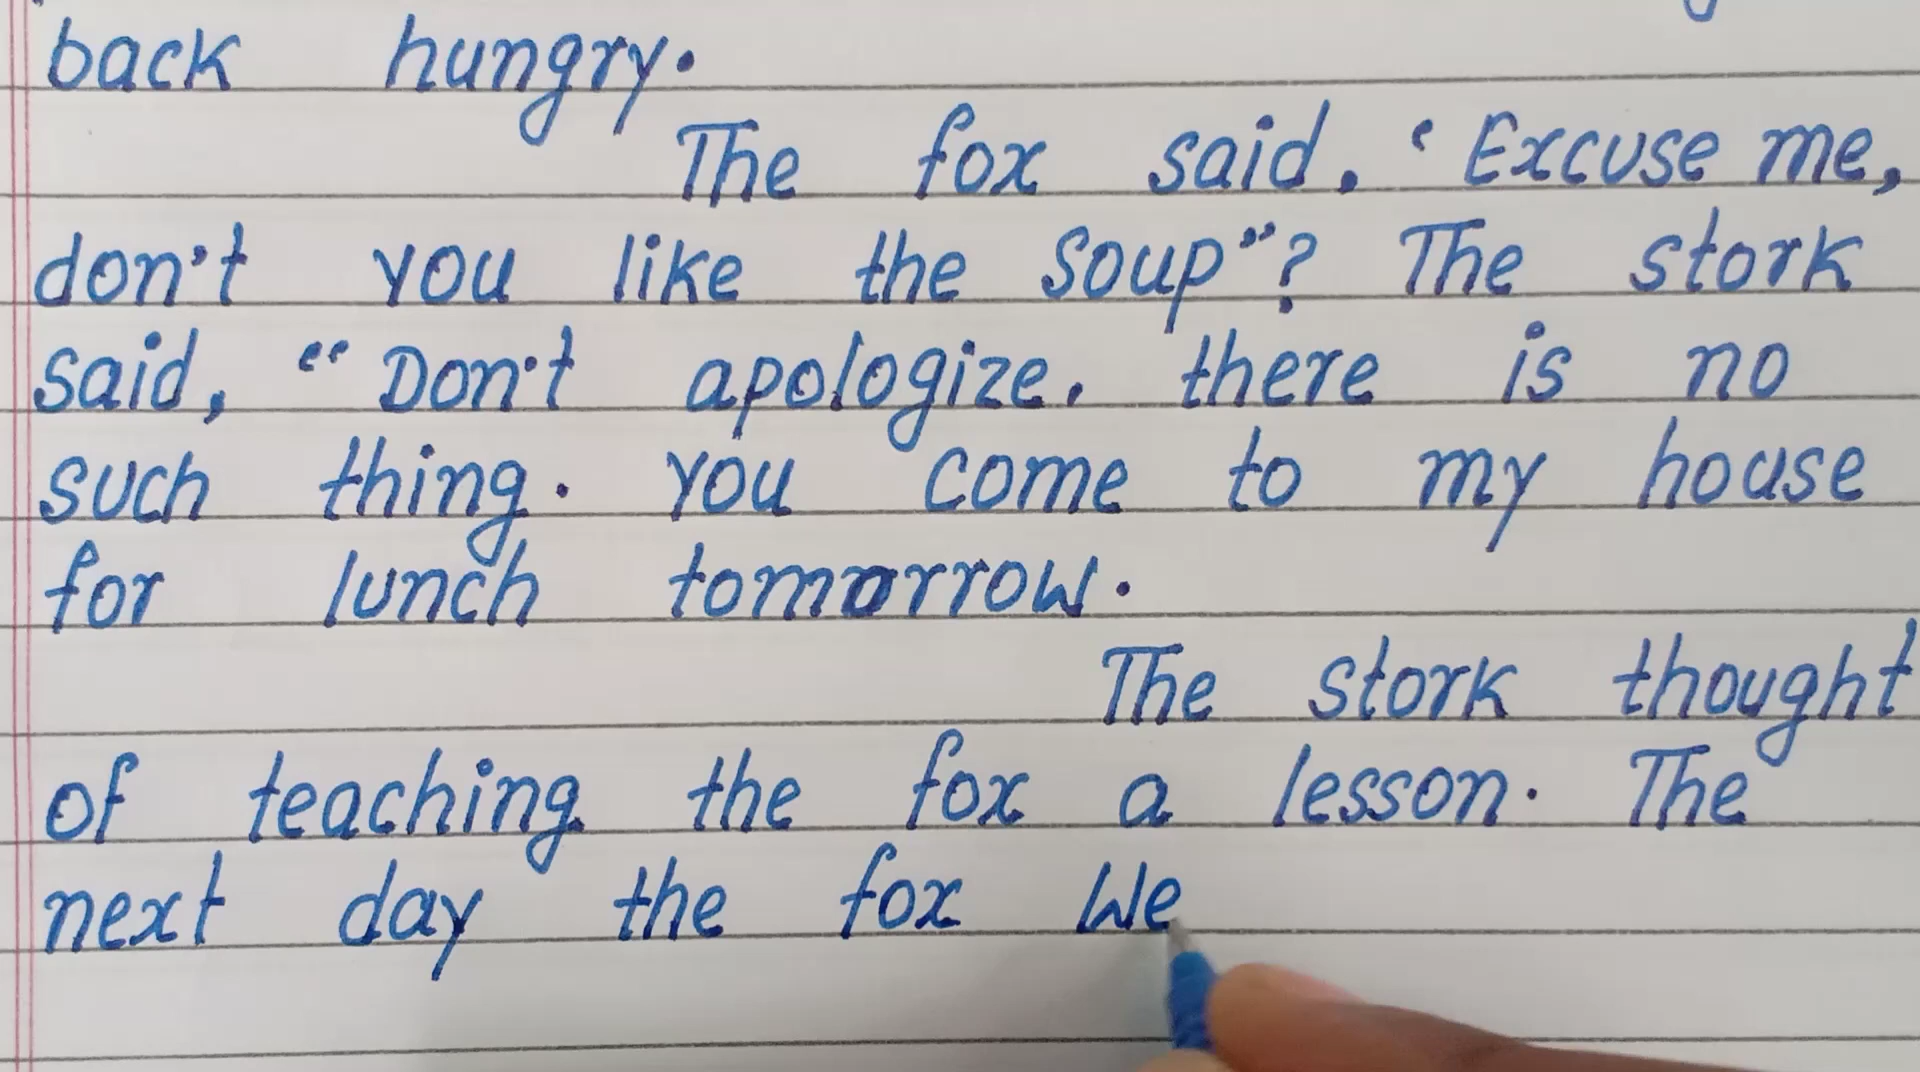 back hungry.
The fox said. ‘ Excuse me,
don't you like the soup”? The stork
said, “ Don't apologize. there is no
such thing. You come to my house
for lunch tomorrow.
The stork thought
of teaching the fox a lesson. The
next day the fox We